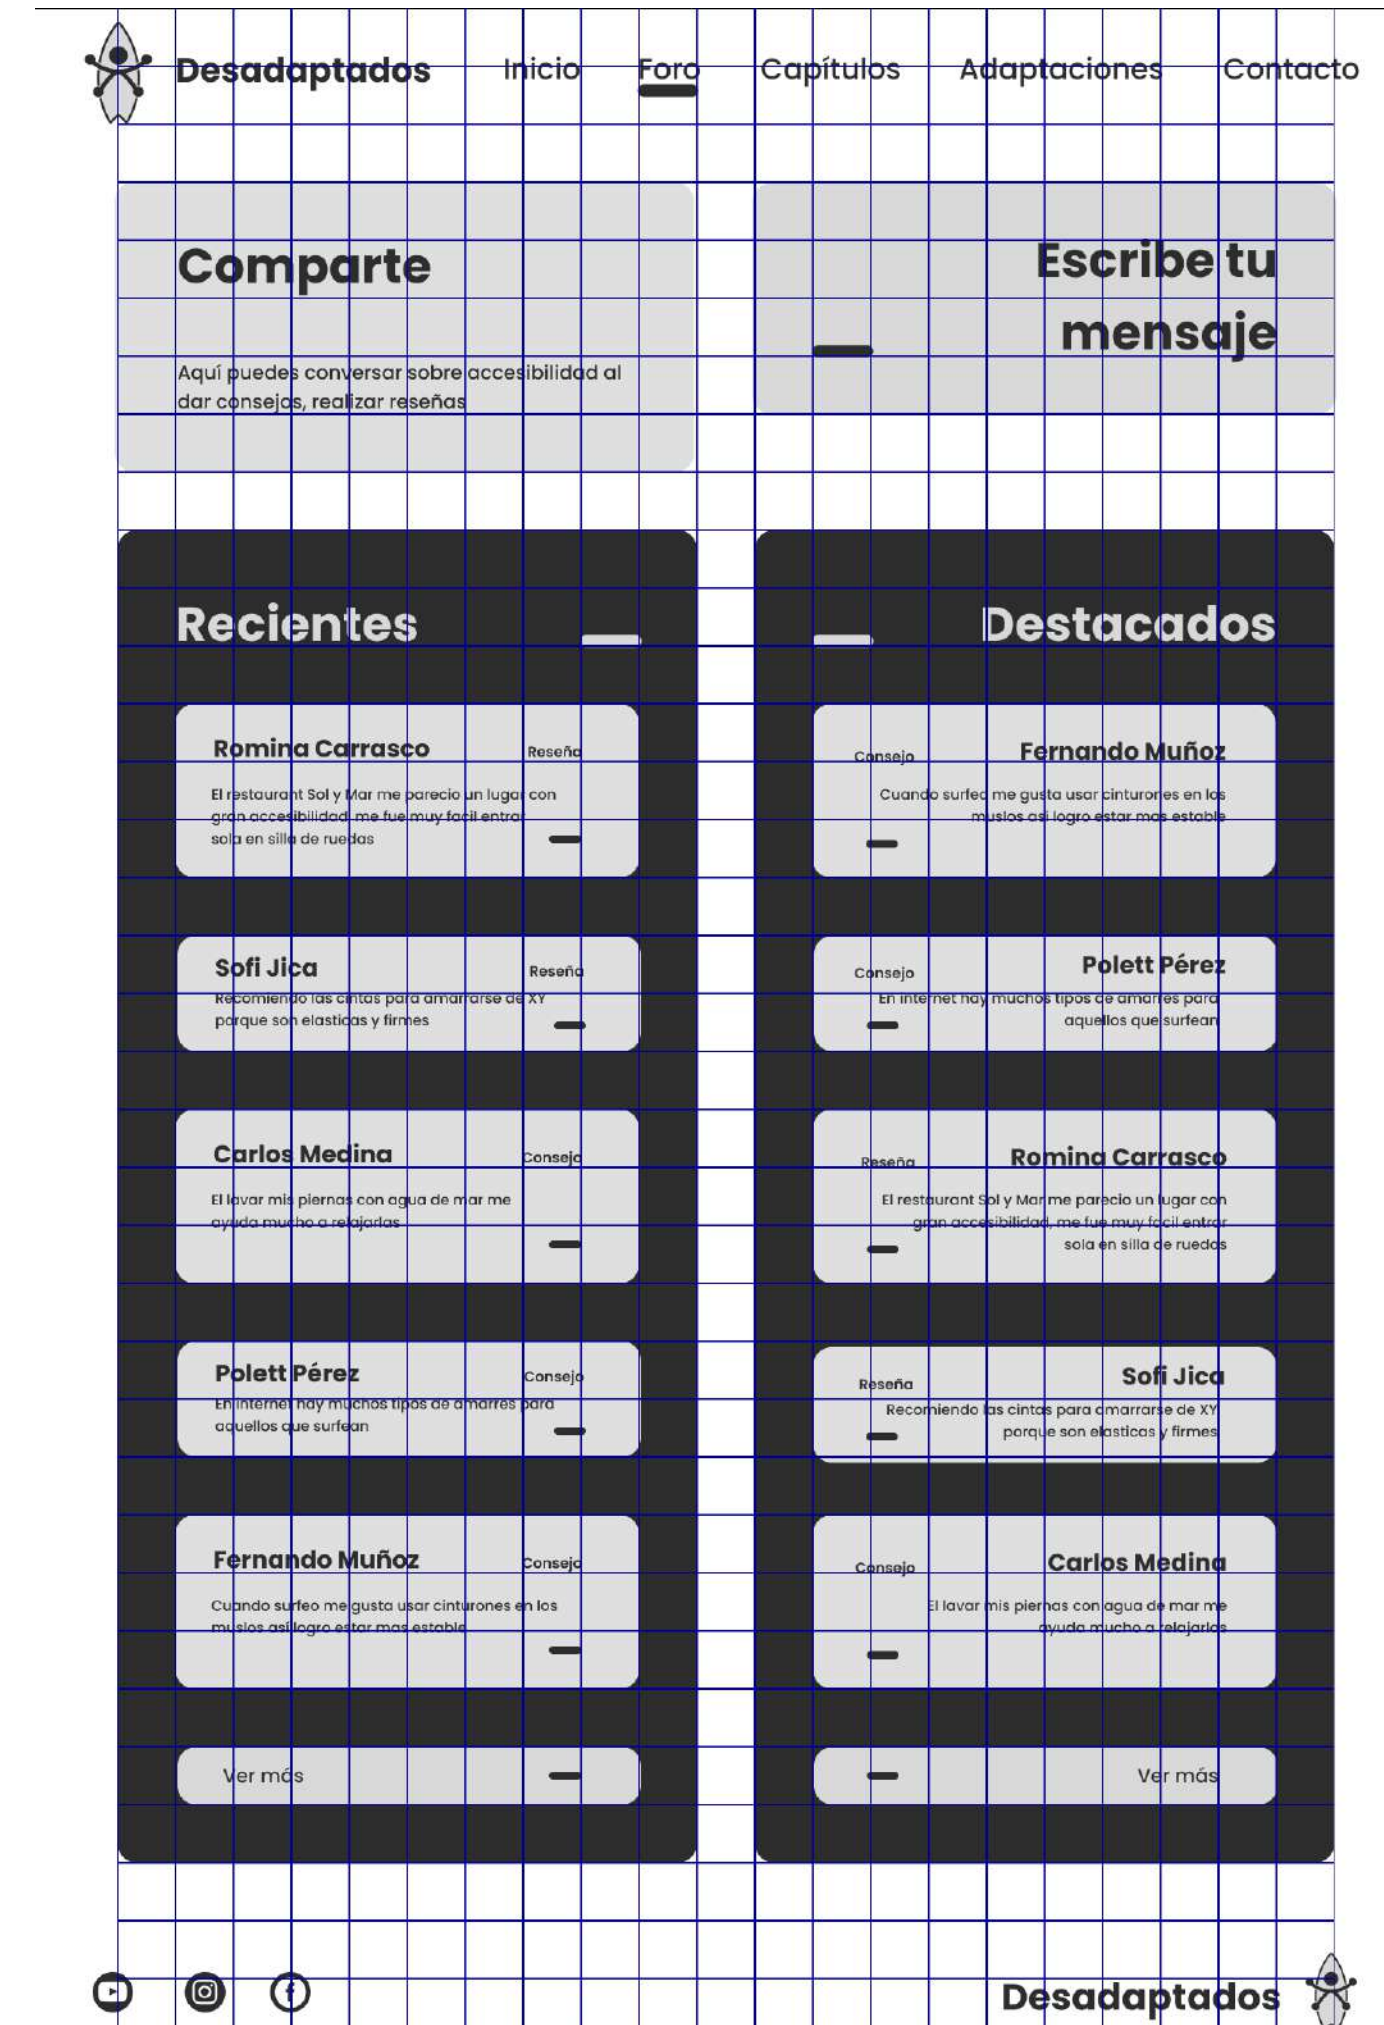 Desadaptados Inicio Foro Capítulos Adaptaciones Contacto
Comparte
Aquí puedes conversar sobre accesibilidad al
dar consejos, realizar reseñas
Escribe tu
mensaje
Recientes
Romina Carrasco Reseña
El restaurant Sol y Mar me parecio un lugar con
gran accesibilidad, me fue muy facil entrar
sola en silla de ruedas
Sofi Jica Reseña
Recomiendo las cintas para amarrarse de XY
porque son elasticas y firmes
Carlos Medina Consejo
El lavar mis piernas con agua de mar me
ayuda mucho a relajarlas
Polett Pérez Consejo
En internet hay muchos tipos de amarres para
aquellos que surfean
Fernando Muñoz Consejo
Cuando surfeo me gusta usar cinturones en los
muslos asi logro estar mas estable
Ver más
Destacados
Consejo Fernando Muñoz
Cuando surfeo me gusta usar cinturones en los
muslos asi logro estar mas estable
Consejo Polett Pérez
En internet hay muchos tipos de amarres para
aquellos que surfean
Reseña Romina Carrasco
El restaurant Sol y Mar me parecio un lugar con
gran accesibilidad, me fue muy facil entrar
sola en silla de ruedas
Reseña Sofi Jica
Recomiendo las cintas para amarrarse de XY
porque son elasticas y firmes
Consejo Carlos Medina
El lavar mis piernas con agua de mar me
ayuda mucho a relajarlas
Ver más
Desadaptados